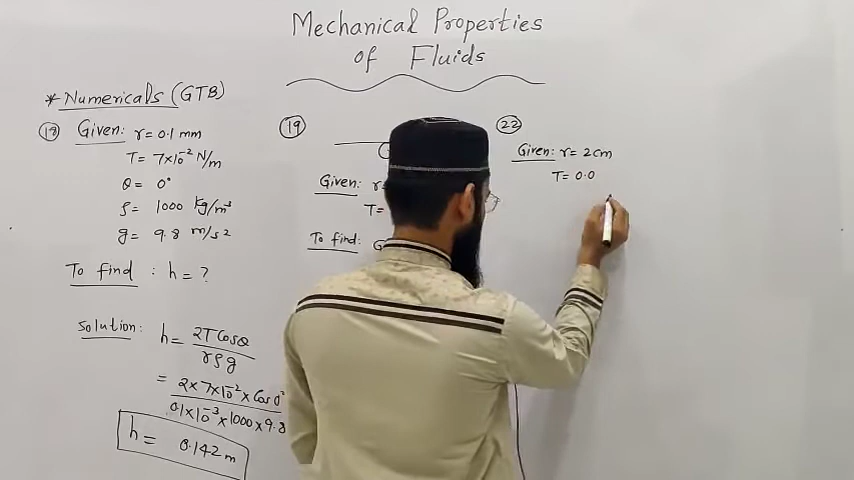 Mechanical Properties
of Fluids
* Numericals (GTB)
18 Given: r = 0.1 mm
T = 7×10⁻² N/m
θ = 0°
ρ = 1000 kg/m³
g = 9.8 m/s²
To find : h = ?
Solution: h = 2T Cosθ / rρg
= 2×7×10⁻² × Cos 0° / 0.1×10⁻³×1000×9.8
h = 0.142 m
19
Given: r=
T =
To find:
22
Given: r = 2cm
T = 0.0